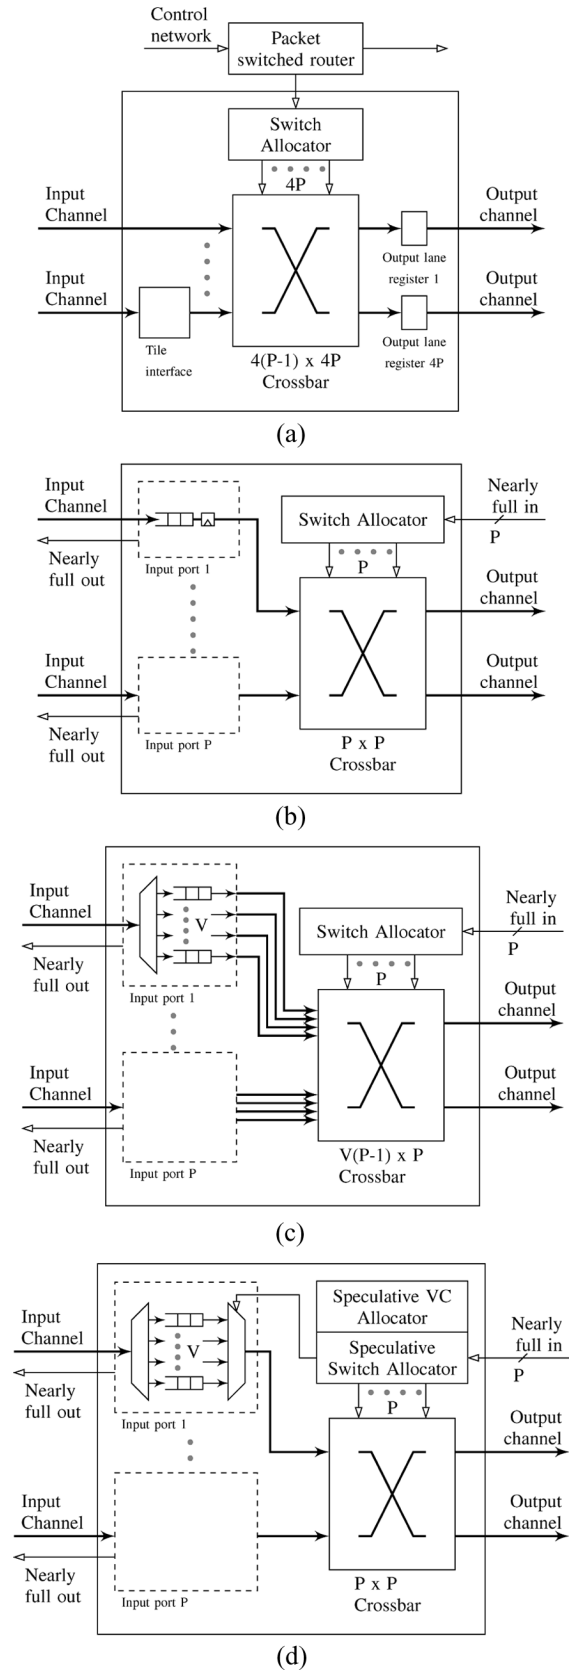 Control
network
Packet
switched router
Switch
Allocator
4P
Input
Channel
Output
channel
Output lane
register 1
Input
Channel
Output
channel
Tile
interface
Output lane
register 4P
4(P-1) x 4P
Crossbar
(a)
Input
Channel
Nearly
full out
Input port 1
Switch Allocator
Nearly
full in
P
P
Output
channel
Input
Channel
Output
channel
Nearly
full out
Input port P
P x P
Crossbar
(b)
Input
Channel
V
Nearly
full out
Input port 1
Switch Allocator
Nearly
full in
P
P
Output
channel
Input
Channel
Output
channel
Nearly
full out
Input port P
V(P-1) x P
Crossbar
(c)
Input
Channel
V
Nearly
full out
Input port 1
Speculative VC
Allocator
Speculative
Switch Allocator
Nearly
full in
P
P
Output
channel
Input
Channel
Output
channel
Nearly
full out
Input port P
P x P
Crossbar
(d)